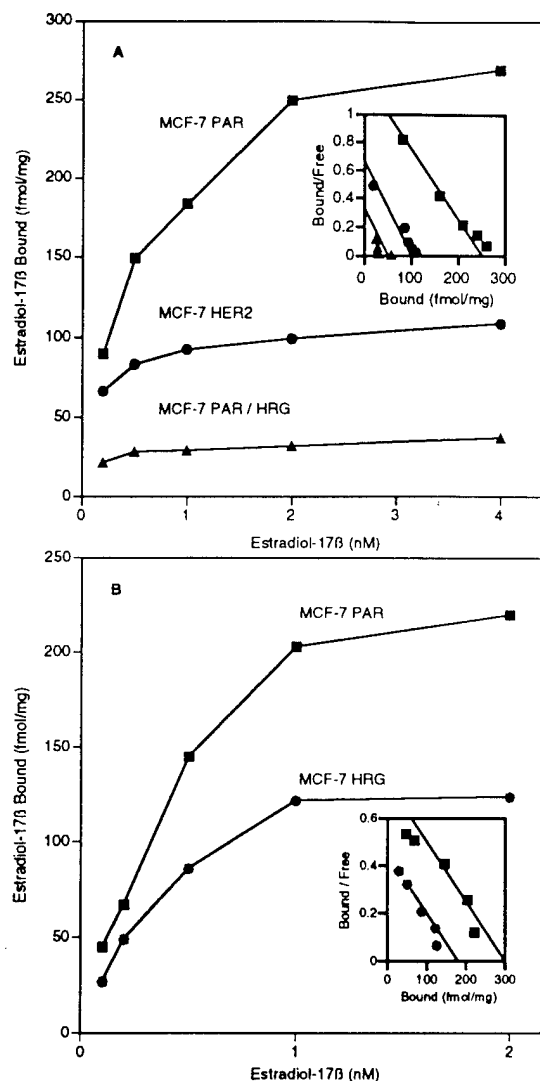 300
A
250
MCF-7 PAR
200
150
100
50
0
MCF-7 HER2
MCF-7 PAR / HRG
Estradiol-17ß Bound (fmol/mg)
0 1 2 3 4
Estradiol-17ß (nM)
1
0.8
0.6
0.4
0.2
0
Bound/Free
0 100 200 300
Bound (fmol/mg)
250
B
200
150
100
50
0
MCF-7 PAR
MCF-7 HRG
Estradiol-17ß Bound (fmol/mg)
0 1 2
Estradiol-17ß (nM)
0.6
0.4
0.2
0
Bound / Free
0 100 200 300
Bound (fmol/mg)